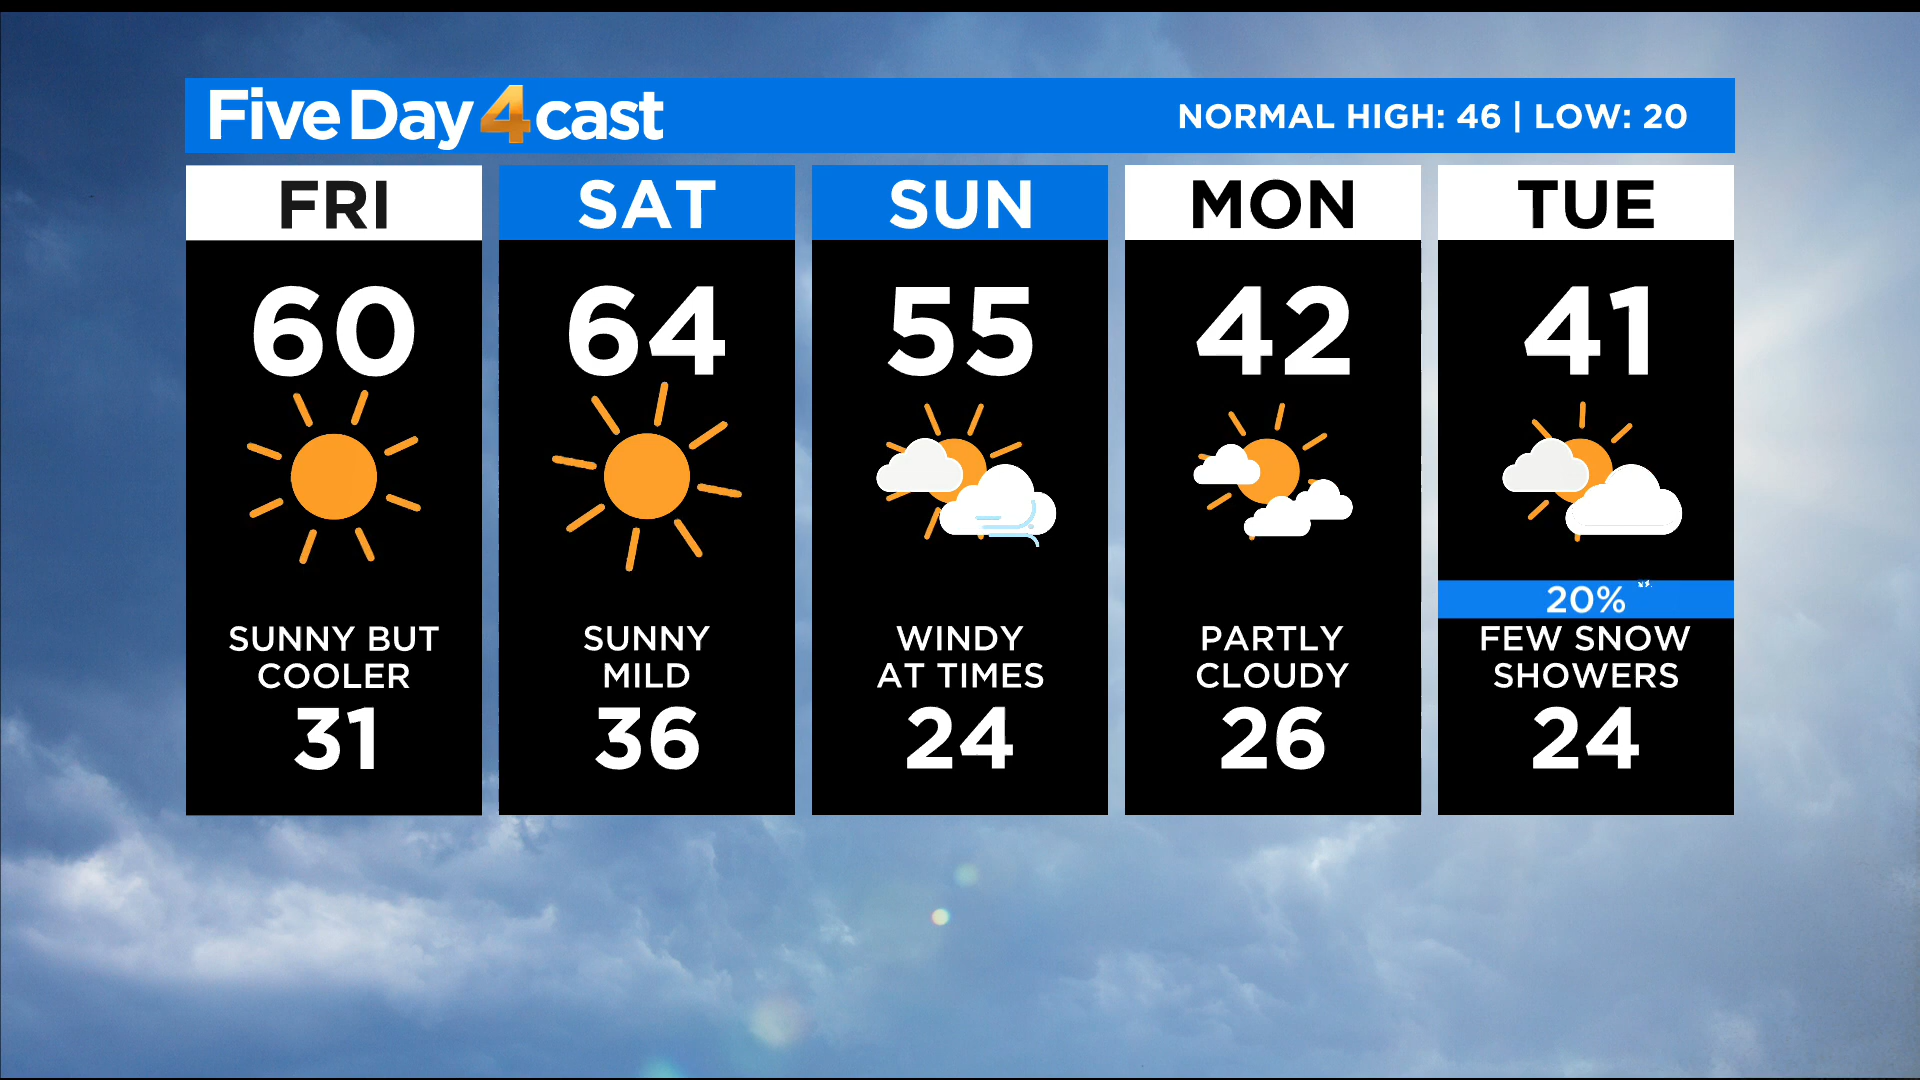 Five Day 4cast
NORMAL HIGH: 46 | LOW: 20
FRI
SAT
SUN
MON
TUE
60
64
55
42
41
20%
SUNNY BUT
COOLER
SUNNY
MILD
WINDY
AT TIMES
PARTLY
CLOUDY
FEW SNOW
SHOWERS
31
36
24
26
24